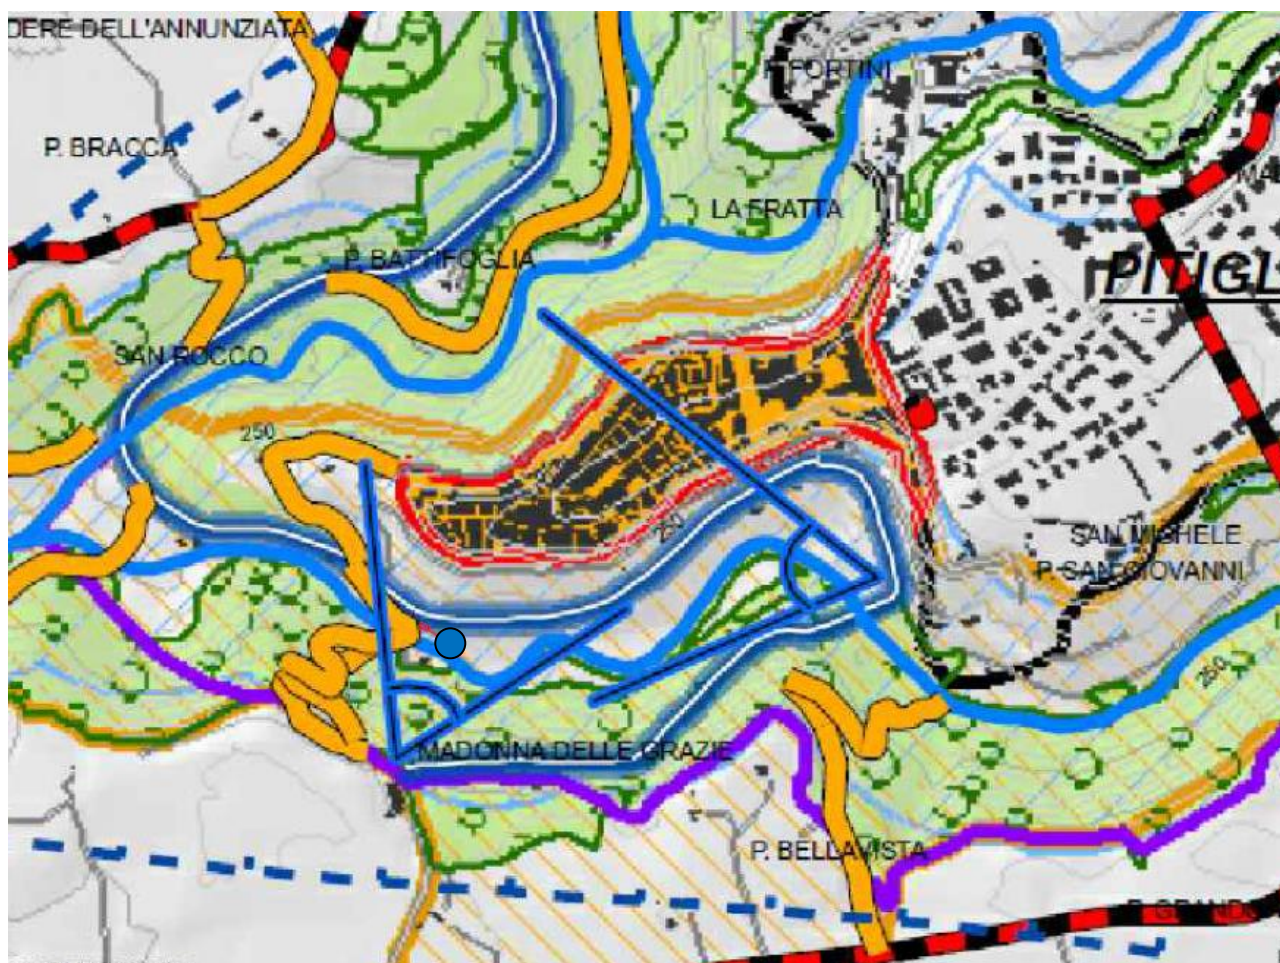 DERE DELL'ANNUNZIATA
P. FORTINI
P. BRACCA
LA FRATTA
P. BATTIFOGLIA
PITIGL
SAN ROCCO
250
250
SAN MICHELE
P. SAN GIOVANNI
250
MADONNA DELLE GRAZIE
P. BELLAVISTA